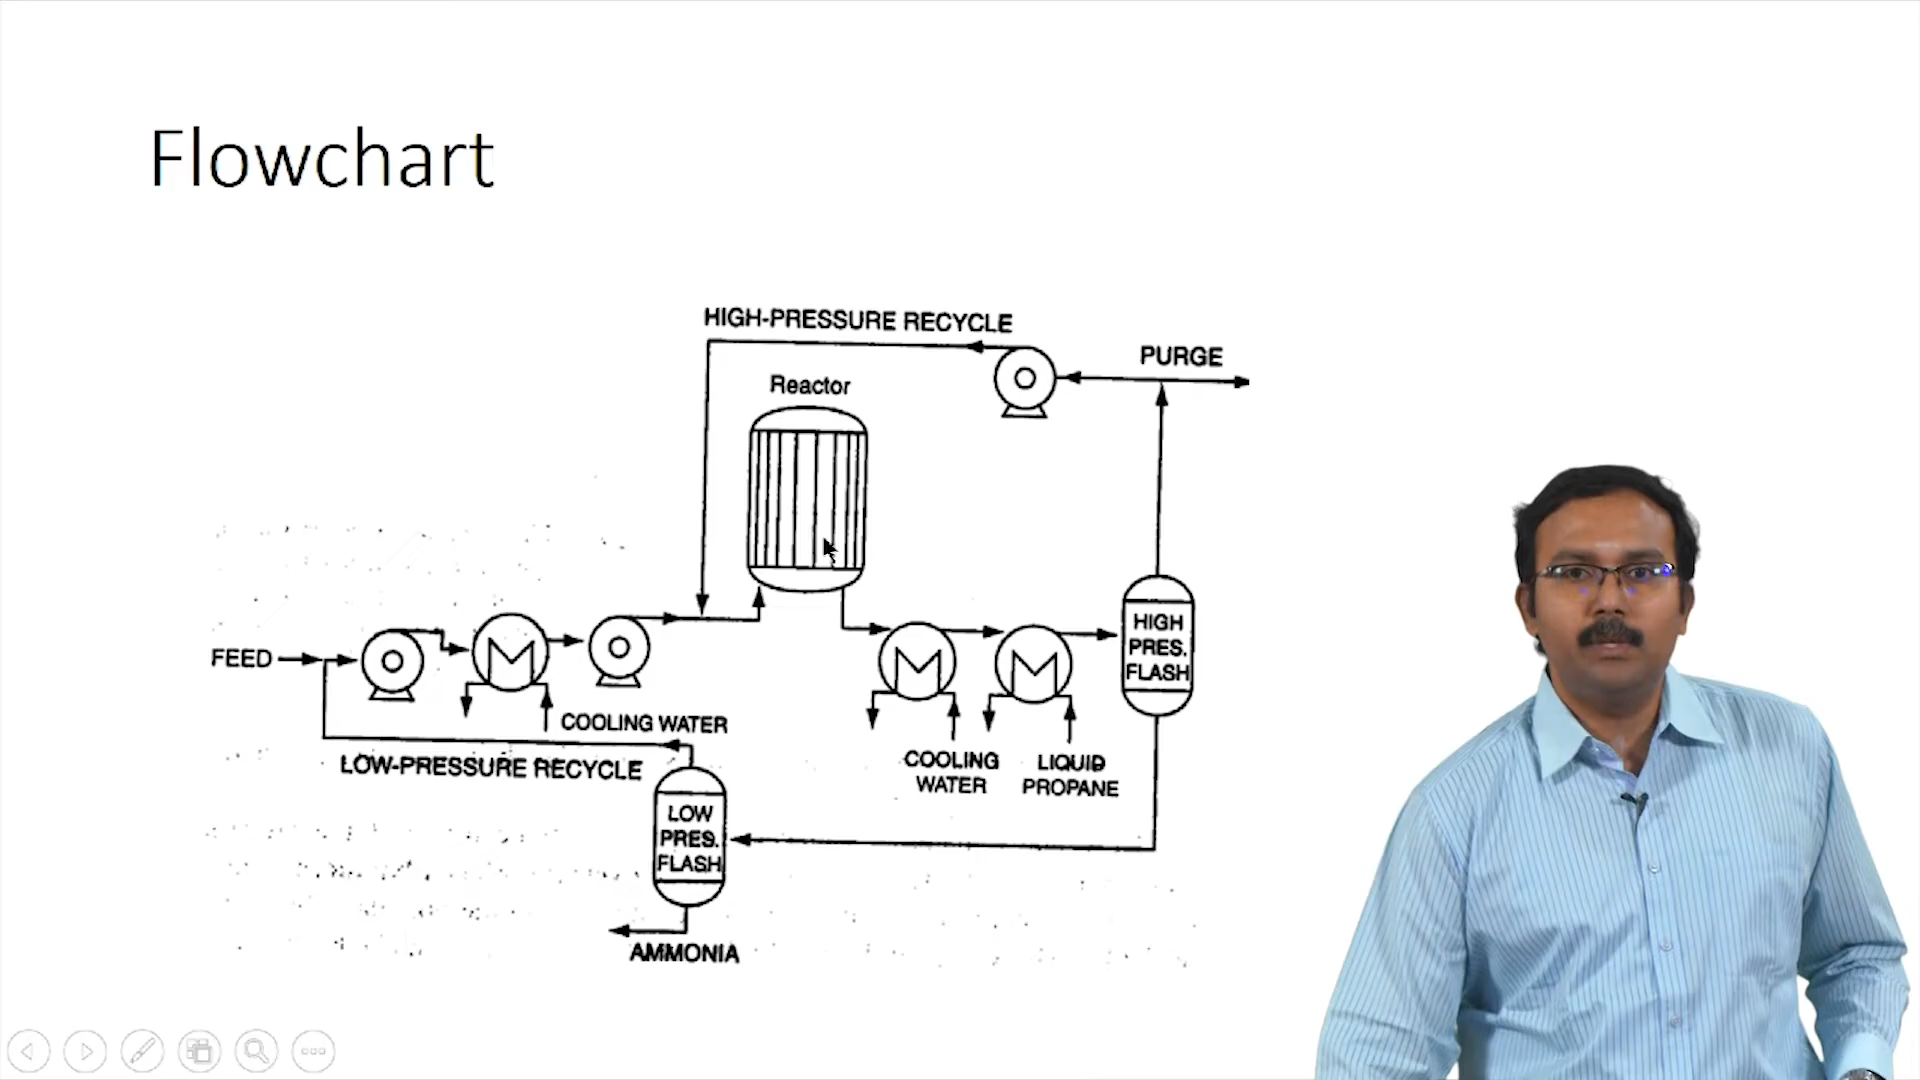 Flowchart
HIGH-PRESSURE RECYCLE
PURGE
Reactor
HIGH
PRES.
FLASH
FEED
COOLING WATER
LOW-PRESSURE RECYCLE
COOLING
WATER
LIQUID
PROPANE
LOW
PRES.
FLASH
AMMONIA